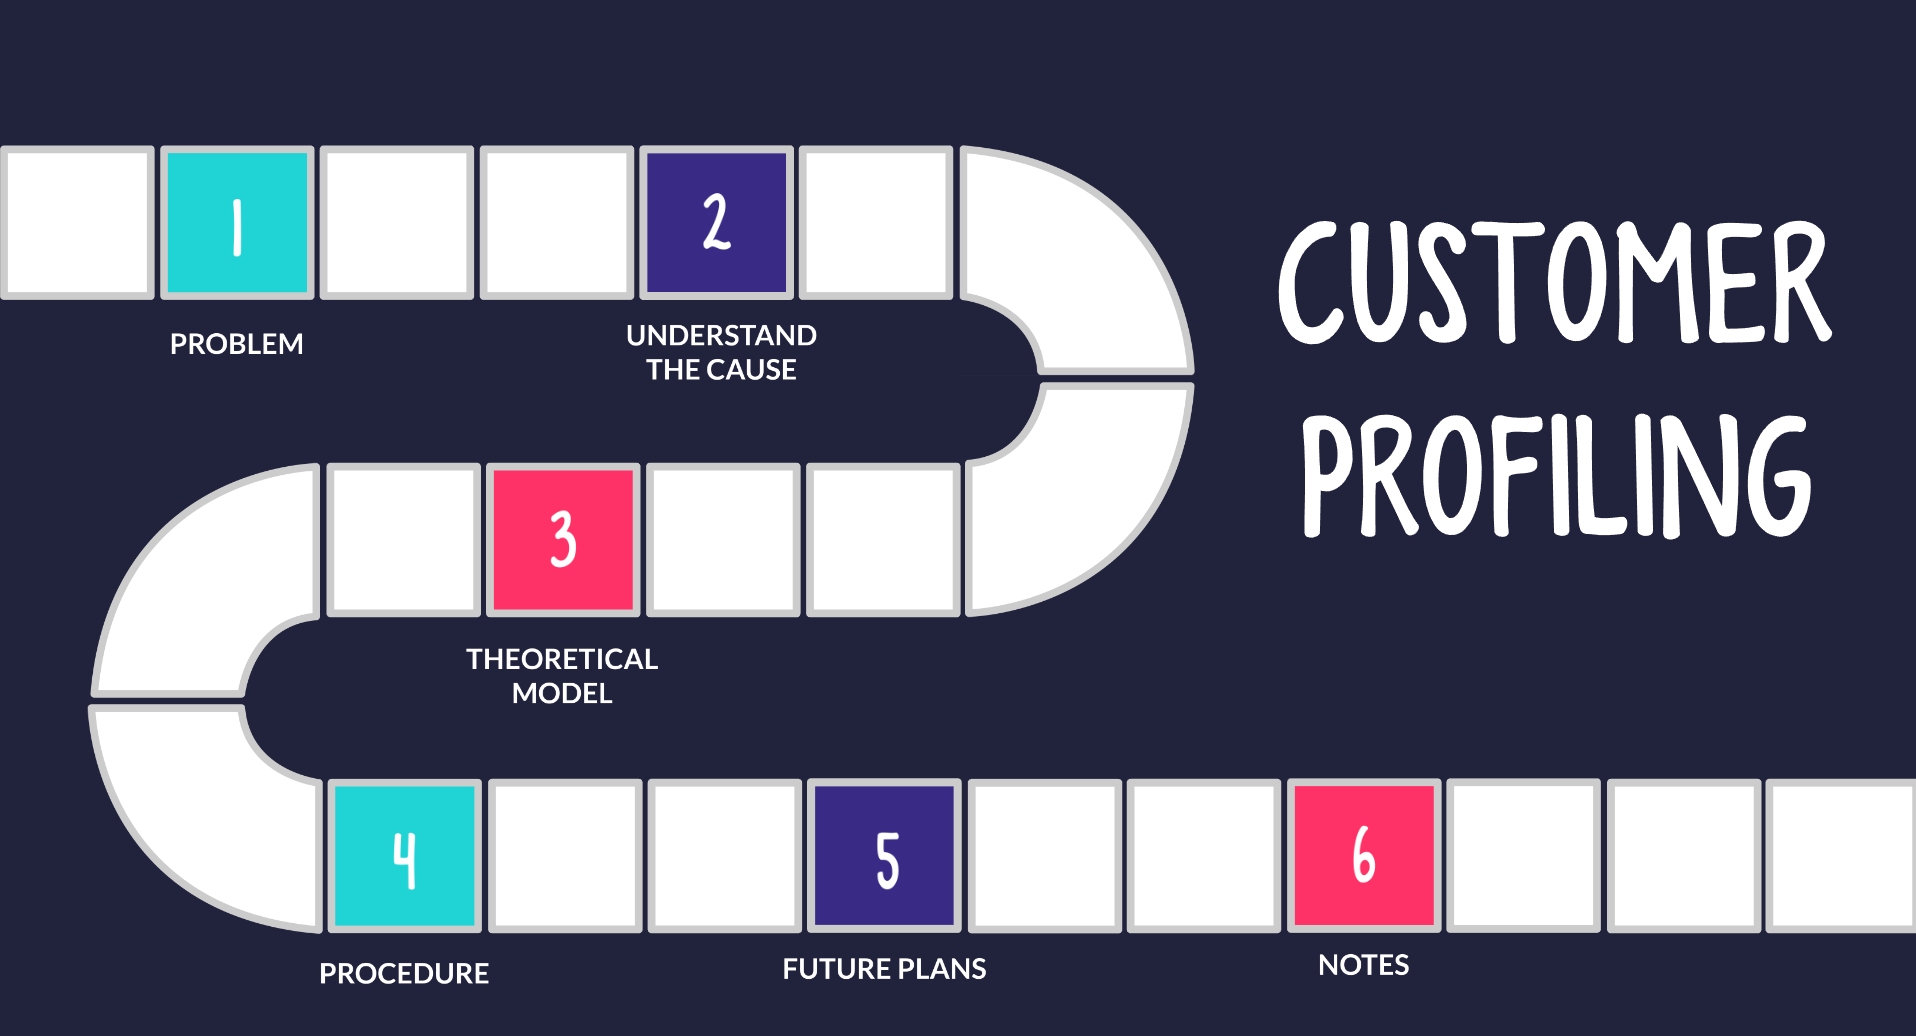 CUSTOMER
PROFILING
1
PROBLEM
2
UNDERSTAND
THE CAUSE
3
THEORETICAL
MODEL
4
PROCEDURE
5
FUTURE PLANS
6
NOTES